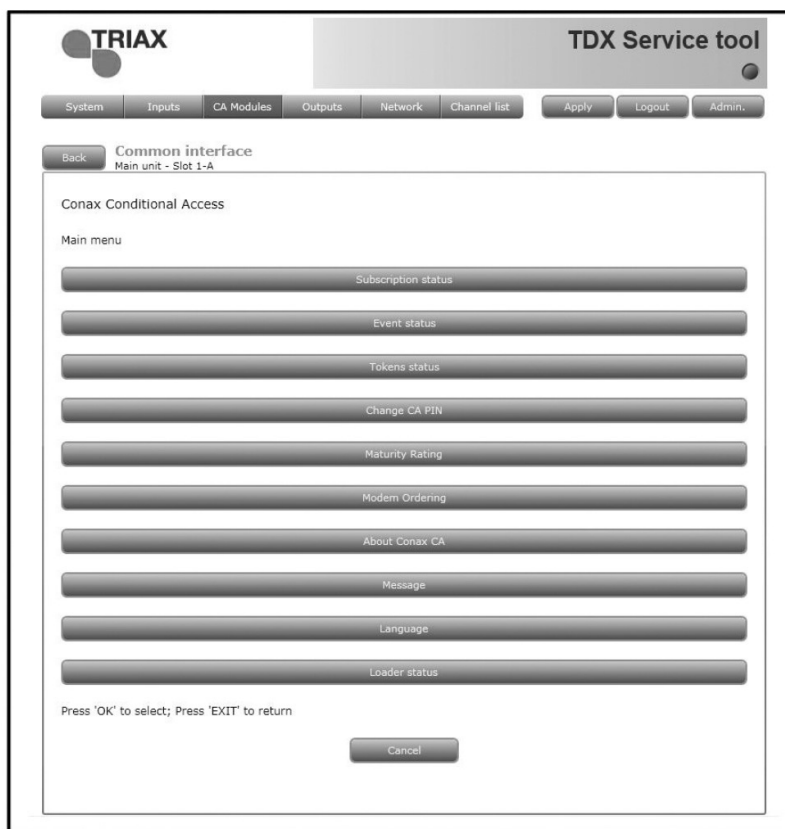 TRIAX
TDX Service tool
System Inputs CA Modules Outputs Network Channel list Apply Logout Admin.
Back Common interface
Main unit - Slot 1-A
Conax Conditional Access
Main menu
Subscription status
Event status
Tokens status
Change CA PIN
Maturity Rating
Modem Ordering
About Conax CA
Message
Language
Loader status
Press 'OK' to select; Press 'EXIT' to return
Cancel